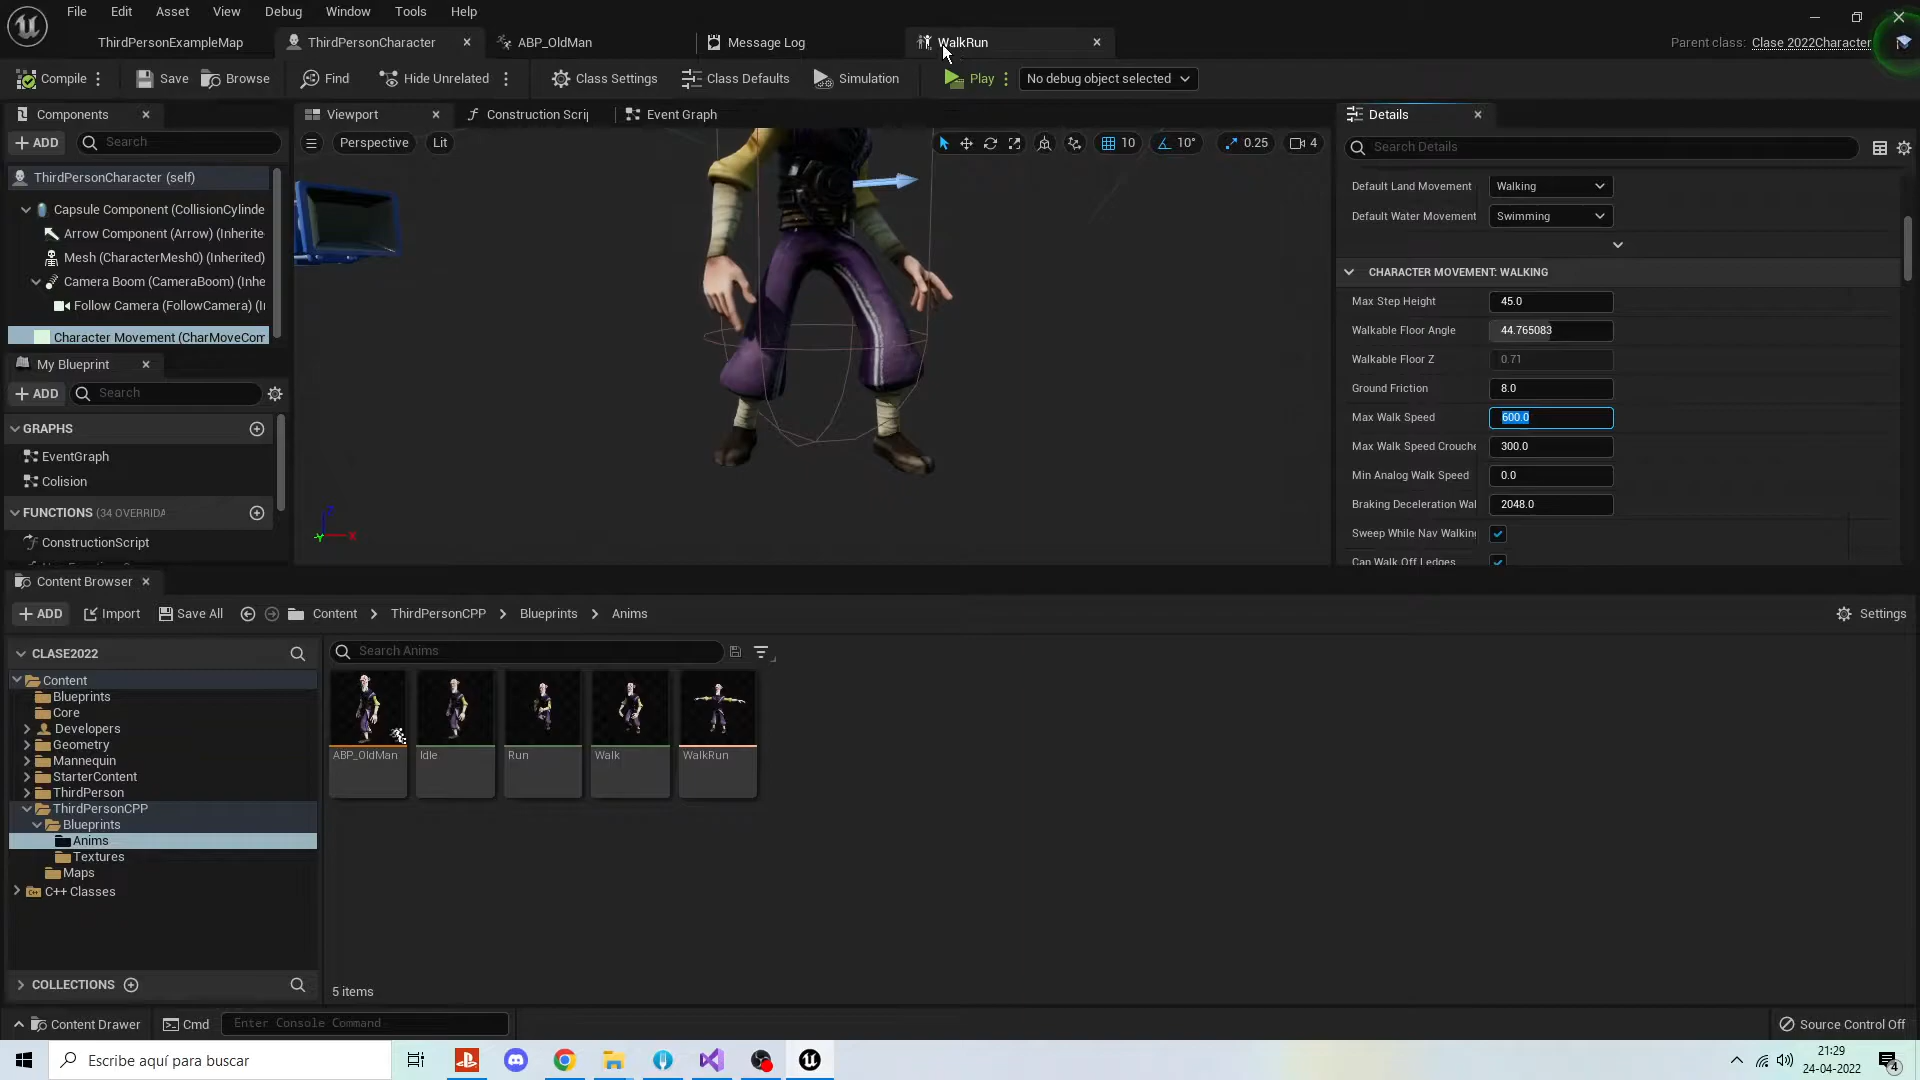 File Edit Asset View Debug Window Tools Help
ThirdPersonExampleMap ThirdPersonCharacter ABP_OldMan Message Log WalkRun Parent class: Clase 2022Character
Compile Save Browse Find Hide Unrelated Class Settings Class Defaults Simulation Play No debug object selected
Components Viewport Construction Scrip Event Graph Details
ADD Search Perspective Lit 10 10° 0.25 4 Search Details
ThirdPersonCharacter (self)
Capsule Component (CollisionCylinde
Arrow Component (Arrow) (Inherite
Mesh (CharacterMesh0) (Inherited)
Camera Boom (CameraBoom) (Inhe
Follow Camera (FollowCamera) (I
Character Movement (CharMoveCom
Default Land Movement Walking
Default Water Movement Swimming
CHARACTER MOVEMENT: WALKING
Max Step Height 45.0
Walkable Floor Angle 44.765083
Walkable Floor Z 0.71
Ground Friction 8.0
Max Walk Speed 600.0
Max Walk Speed Crouche 300.0
Min Analog Walk Speed 0.0
Braking Deceleration Wal 2048.0
Sweep While Nav Walking
Can Walk Off Ledges
My Blueprint
ADD Search
GRAPHS
EventGraph
Colision
FUNCTIONS (34 OVERRIDA
ConstructionScript
Z
Y X
Content Browser
ADD Import Save All Content ThirdPersonCPP Blueprints Anims Settings
CLASE2022 Search Anims
Content
Blueprints
Core
Developers
Geometry
Mannequin
StarterContent
ThirdPerson
ThirdPersonCPP
Blueprints
Anims
Textures
Maps
C++ Classes
ABP_OldMan Idle Run Walk WalkRun
COLLECTIONS 5 items
Content Drawer Cmd Enter Console Command Source Control Off
Escribe aquí para buscar
21:29
24-04-2022
4